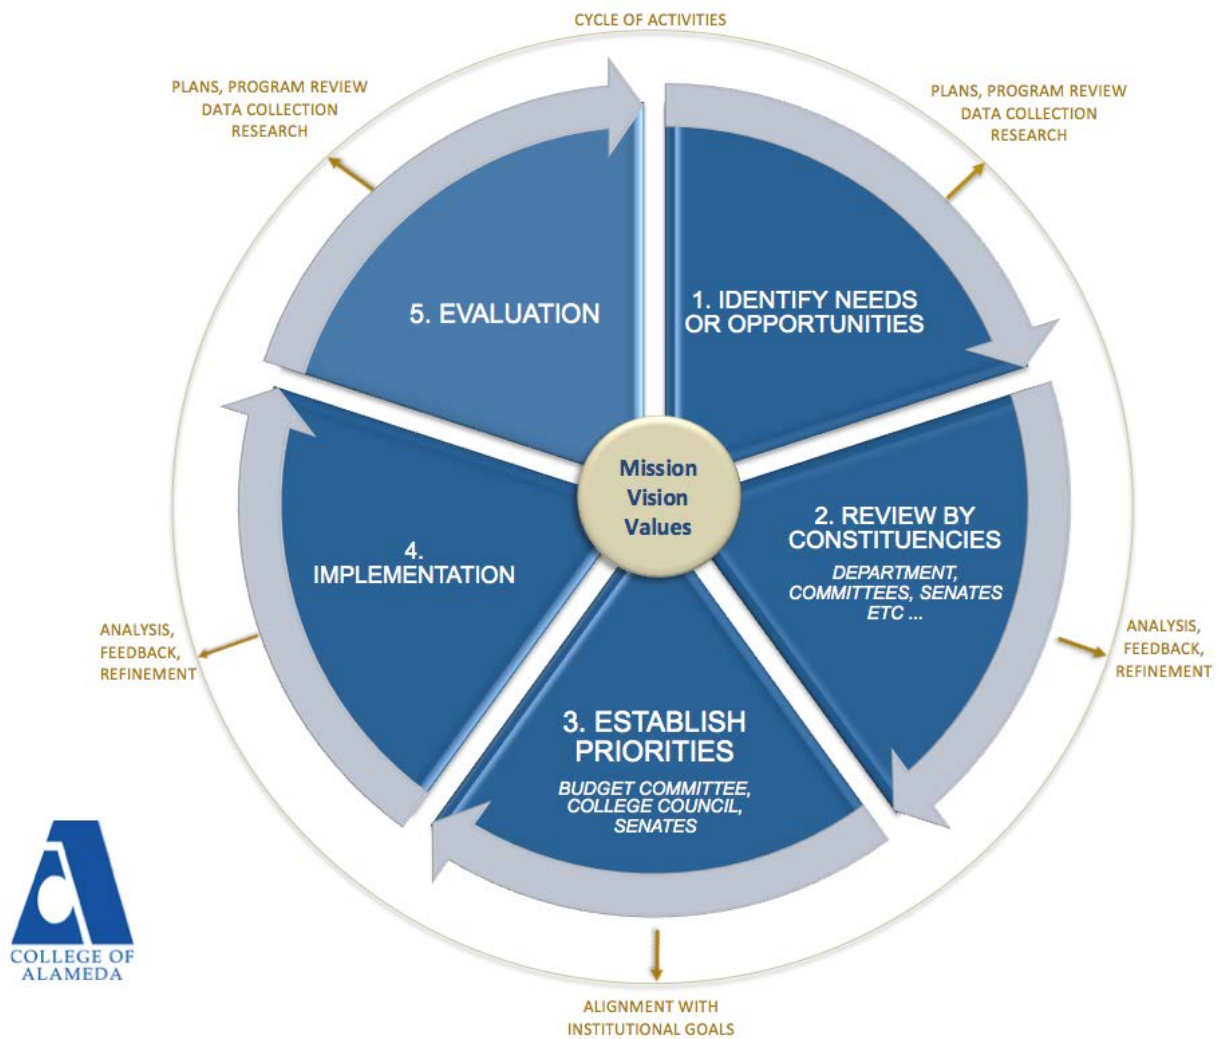 CYCLE OF ACTIVITIES
PLANS, PROGRAM REVIEW
DATA COLLECTION
RESEARCH
PLANS, PROGRAM REVIEW
DATA COLLECTION
RESEARCH
5. EVALUATION
1. IDENTIFY NEEDS
OR OPPORTUNITIES
Mission
Vision
Values
4.
IMPLEMENTATION
2. REVIEW BY
CONSTITUENCIES
DEPARTMENT,
COMMITTEES, SENATES
ETC ...
ANALYSIS,
FEEDBACK,
REFINEMENT
ANALYSIS,
FEEDBACK,
REFINEMENT
3. ESTABLISH
PRIORITIES
BUDGET COMMITTEE,
COLLEGE COUNCIL,
SENATES
COLLEGE OF
ALAMEDA
ALIGNMENT WITH
INSTITUTIONAL GOALS